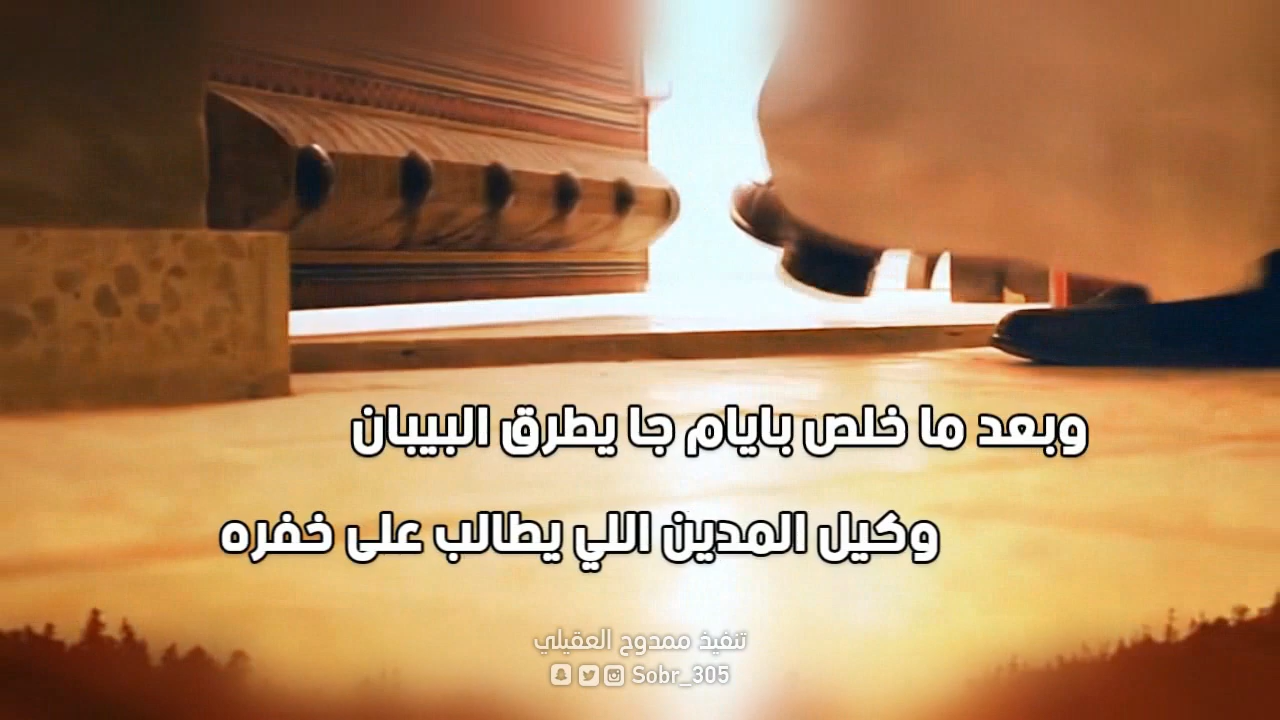 وبعد ما خلص بايام جا يطرق البيبان
وكيل المدين اللي يطالب على خفره
تنفيذ ممدوح العقيلي
Sobr_305